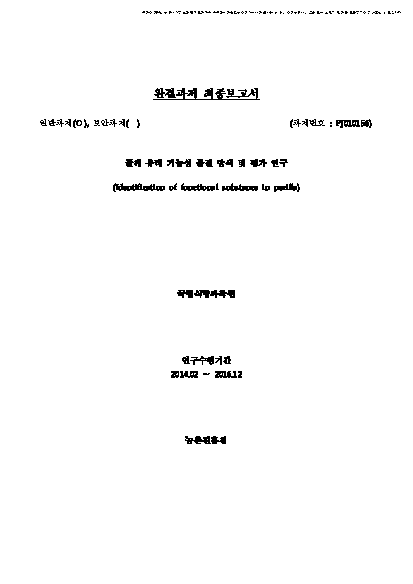 완결과제 최종보고서
일반과제(O), 보안과제( )
(과제번호 : PJ010156)
들깨 유래 기능성 물질 탐색 및 평가 연구
(Identification of functional substances in perilla)
국립식량과학원
연구수행기관
2014.02 ~ 2016.12
농촌진흥청